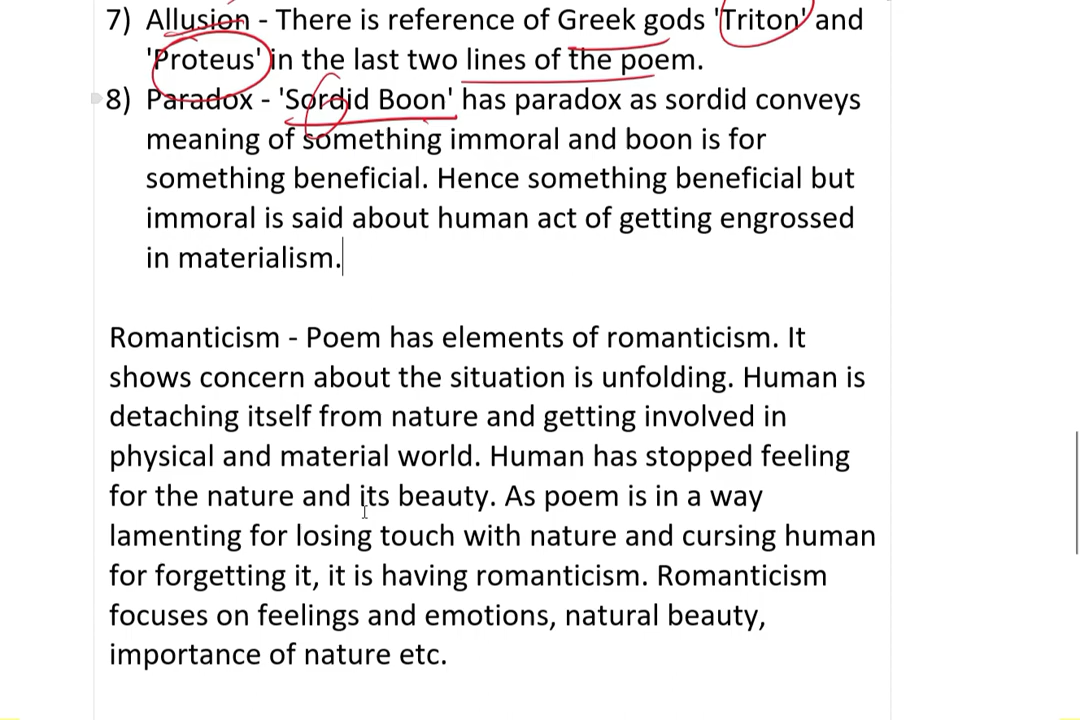 7) Allusion - There is reference of Greek gods 'Triton' and
'Proteus' in the last two lines of the poem.
8) Paradox - 'Sordid Boon' has paradox as sordid conveys
meaning of something immoral and boon is for
something beneficial. Hence something beneficial but
immoral is said about human act of getting engrossed
in materialism.
Romanticism - Poem has elements of romanticism. It
shows concern about the situation is unfolding. Human is
detaching itself from nature and getting involved in
physical and material world. Human has stopped feeling
for the nature and its beauty. As poem is in a way
lamenting for losing touch with nature and cursing human
for forgetting it, it is having romanticism. Romanticism
focuses on feelings and emotions, natural beauty,
importance of nature etc.